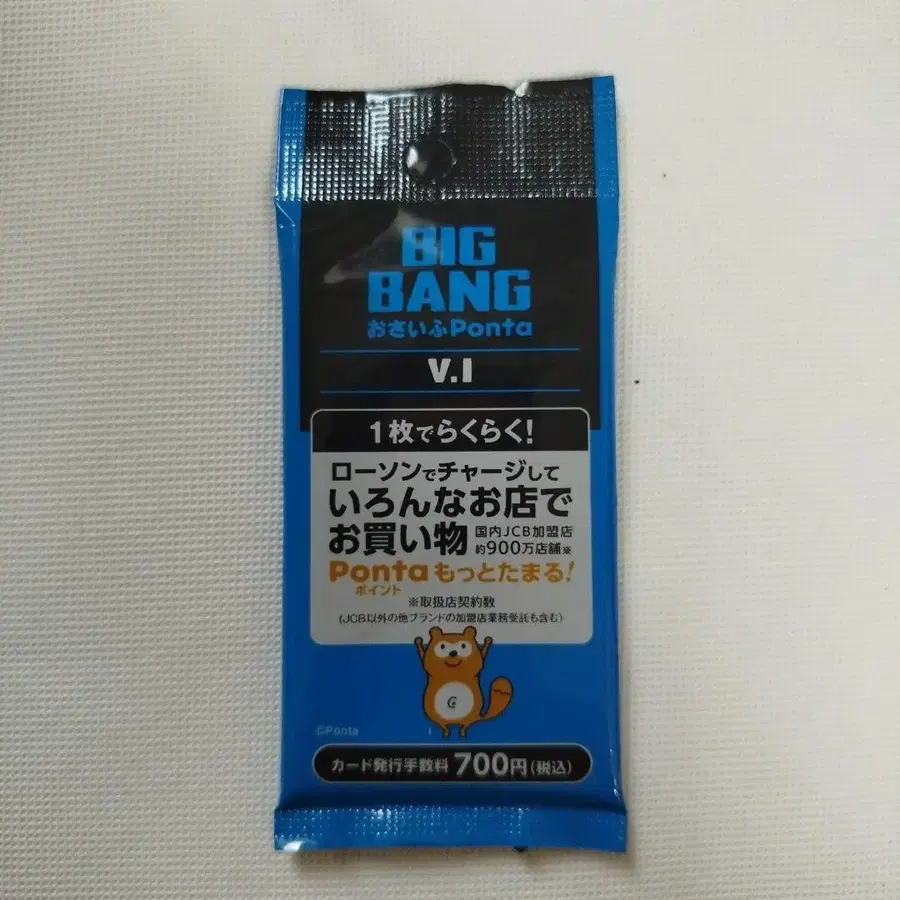 BIG
BANG
おさいふPonta
V.I
1枚でらくらく!
ローソンでチャージして
いろんなお店で
お買い物 国内JCB加盟店
約900万店舗※
Pontaもっとたまる!
ポイント
※取扱店契約数
(JCB以外の他ブランドの加盟店業務受託も含む)
©Ponta
カード発行手数料 700円(税込)